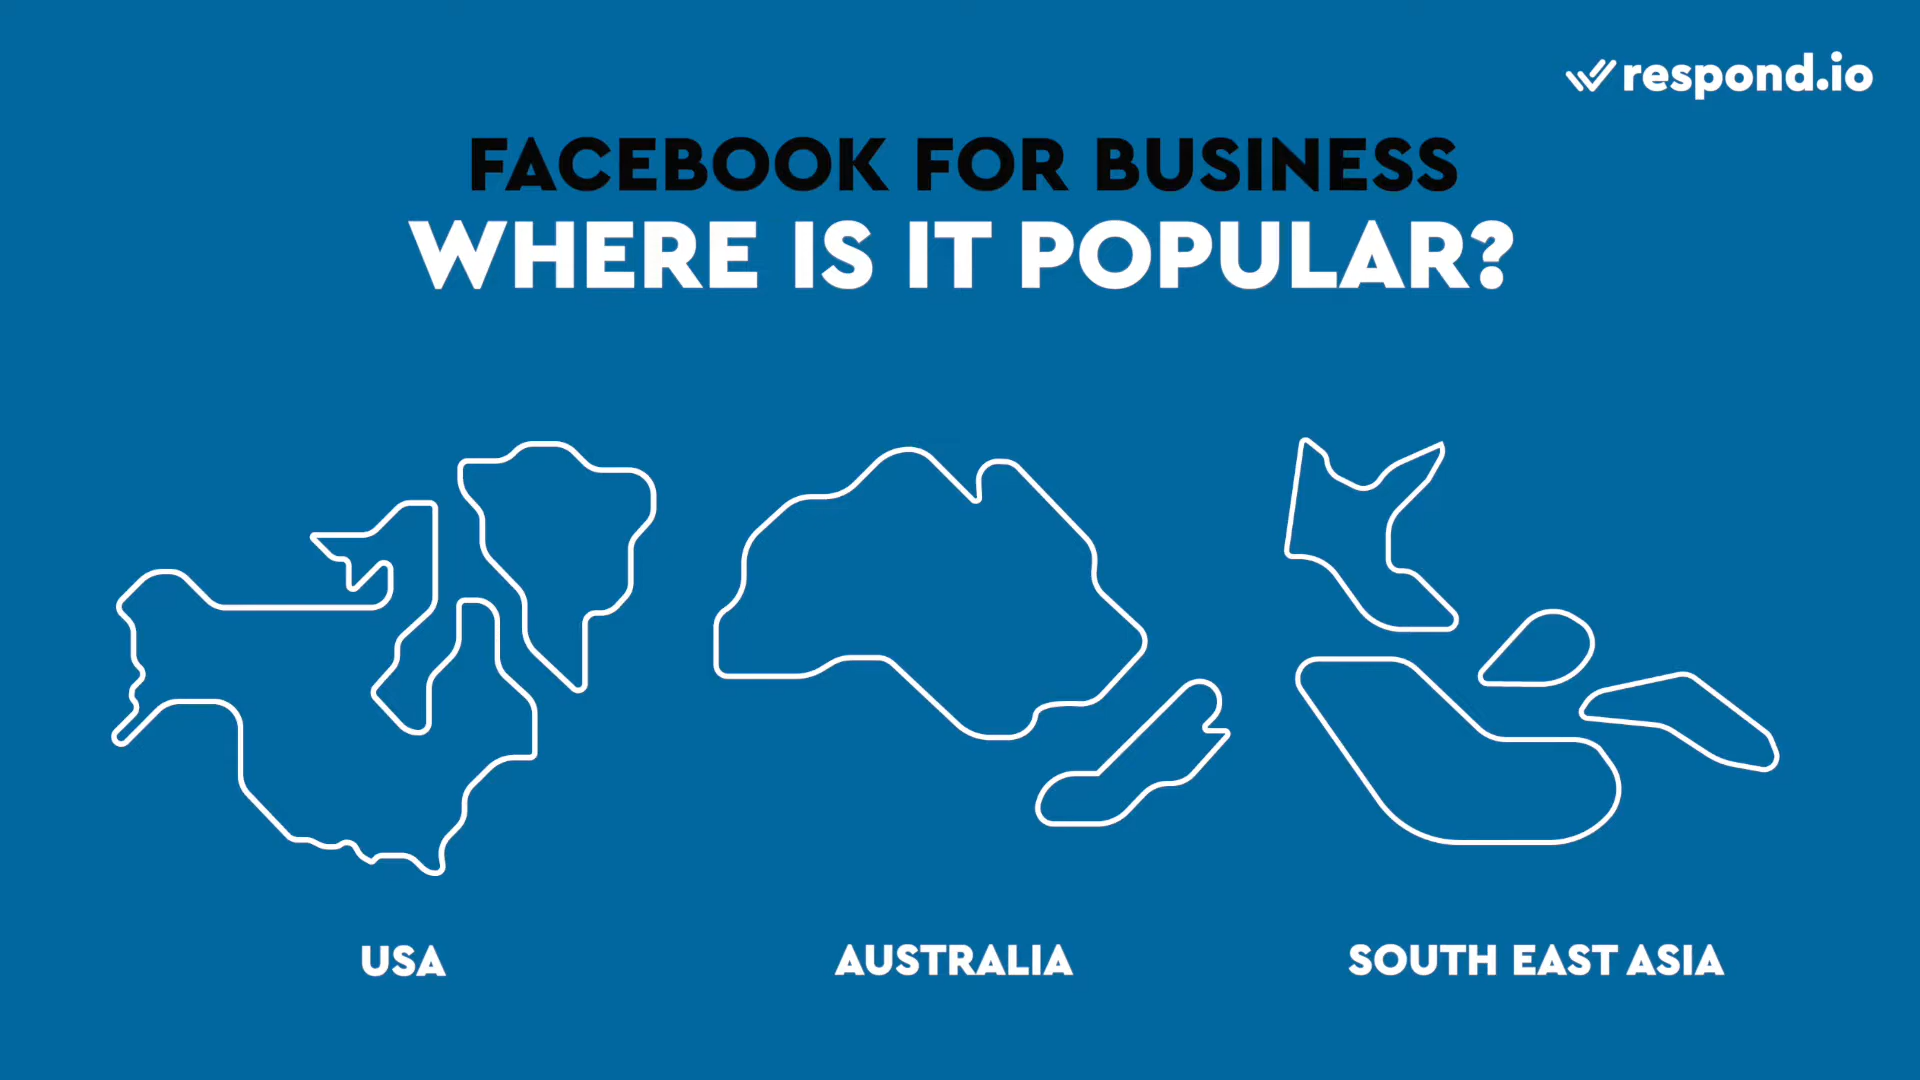 respond.io
FACEBOOK FOR BUSINESS
WHERE IS IT POPULAR?
USA
AUSTRALIA
SOUTH EAST ASIA